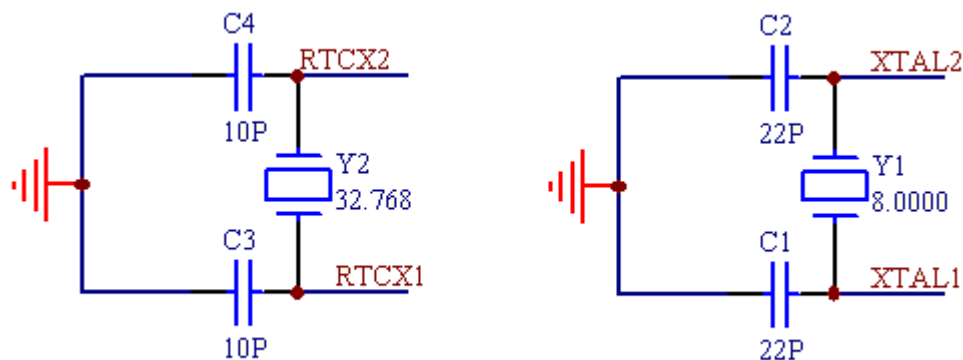 C4
RTCX2
10P
Y2
32.768
C3
RTCX1
10P
C2
XTAL2
22P
Y1
8.0000
C1
XTAL1
22P